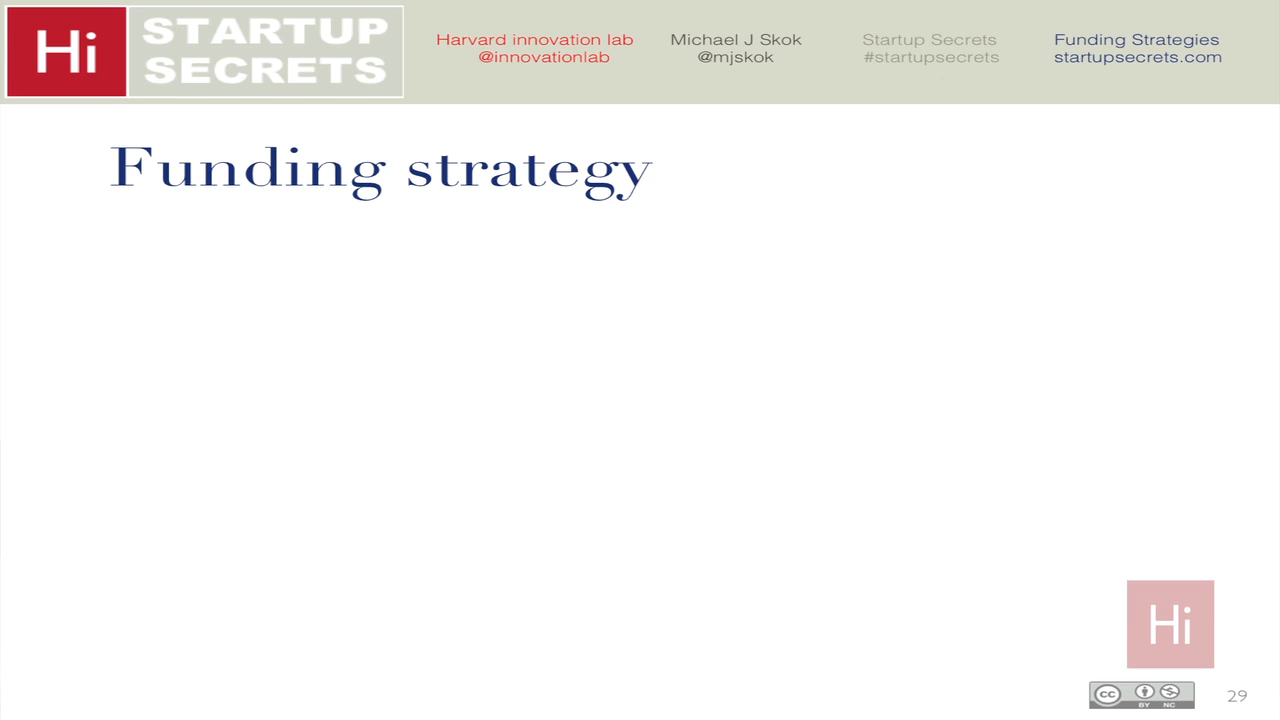 Hi
STARTUP
SECRETS
Harvard innovation lab
@innovationlab
Michael J Skok
@mjskok
Startup Secrets
#startupsecrets
Funding Strategies
startupsecrets.com
Funding strategy
Hi
cc
BY NC
29